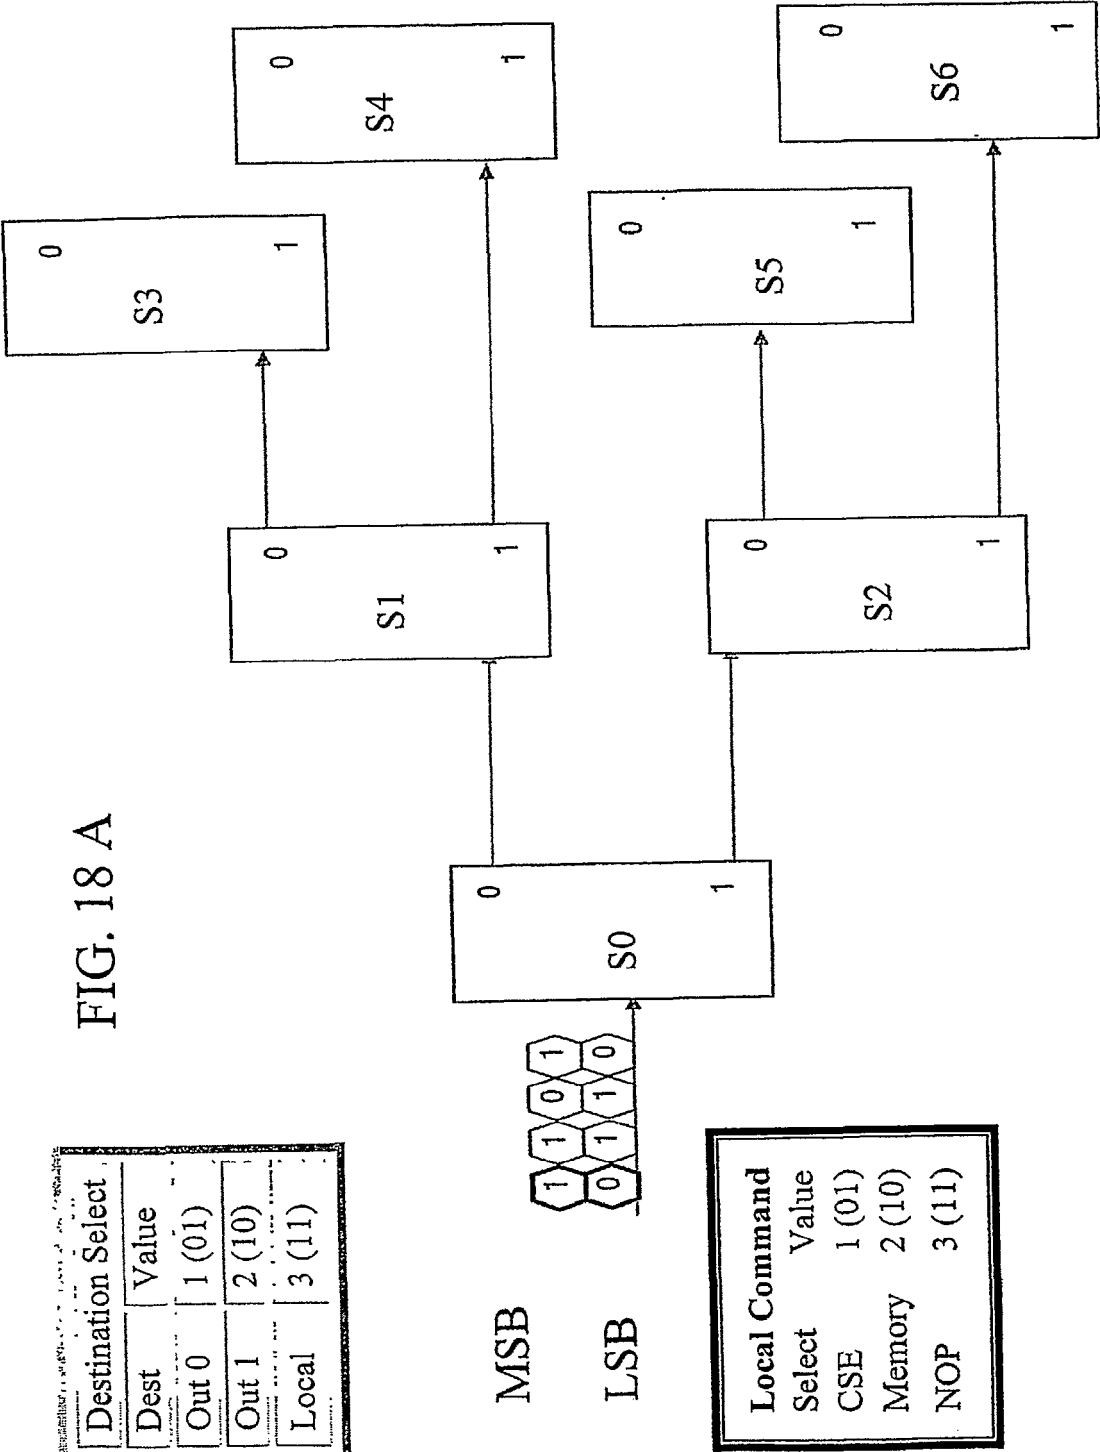 FIG. 18 A
Destination Select
Dest Value
Out 0 1 (01)
Out 1 2 (10)
Local 3 (11)
MSB 1 1 0 1
LSB 0 1 1 0
Local Command
Select Value
CSE 1 (01)
Memory 2 (10)
NOP 3 (11)
0
S0
1
0
S1
1
0
S2
1
0
S3
1
0
S4
1
0
S5
1
0
S6
1